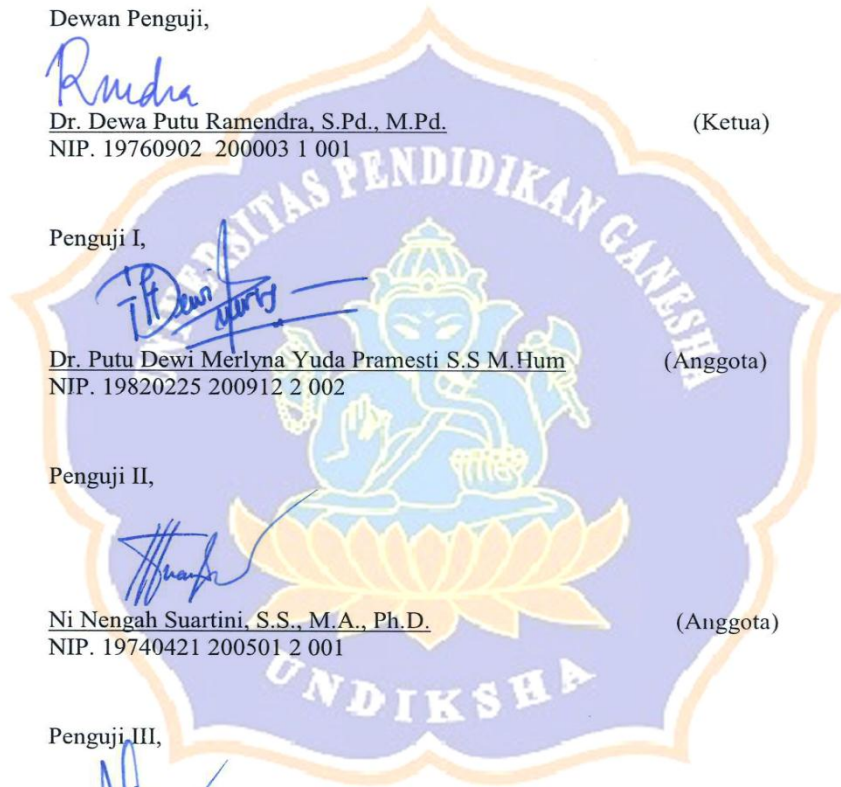 Dewan Penguji,
Dr. Dewa Putu Ramendra, S.Pd., M.Pd. (Ketua)
NIP. 19760902 200003 1 001
UNIVERSITAS PENDIDIKAN GANESHA
Penguji I,
Dr. Putu Dewi Merlyna Yuda Pramesti S.S M.Hum (Anggota)
NIP. 19820225 200912 2 002
Penguji II,
Ni Nengah Suartini, S.S., M.A., Ph.D. (Anggota)
NIP. 19740421 200501 2 001
UNDIKSHA
Penguji III,